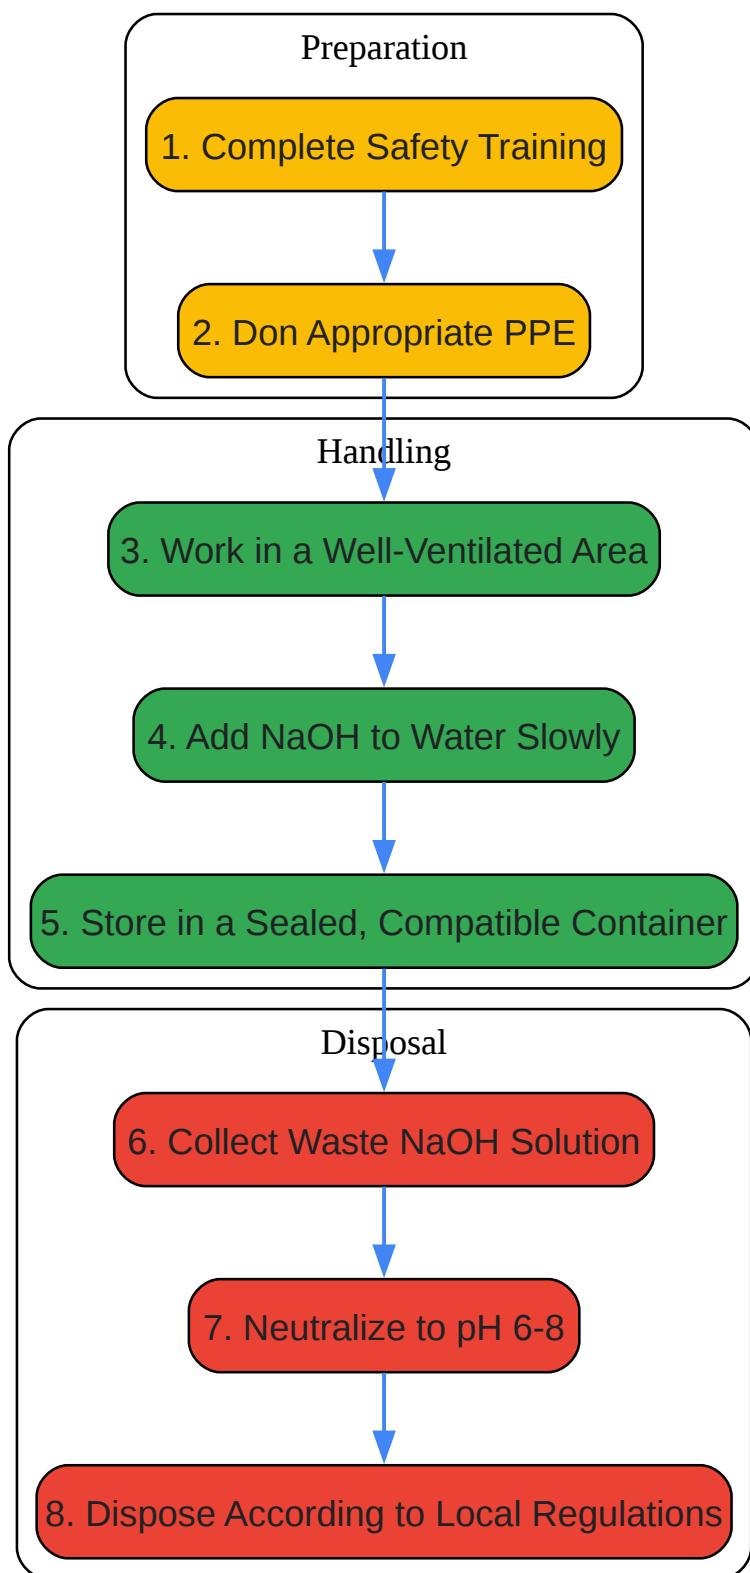 Preparation
1. Complete Safety Training
2. Don Appropriate PPE
Handling
3. Work in a Well-Ventilated Area
4. Add NaOH to Water Slowly
5. Store in a Sealed, Compatible Container
Disposal
6. Collect Waste NaOH Solution
7. Neutralize to pH 6-8
8. Dispose According to Local Regulations